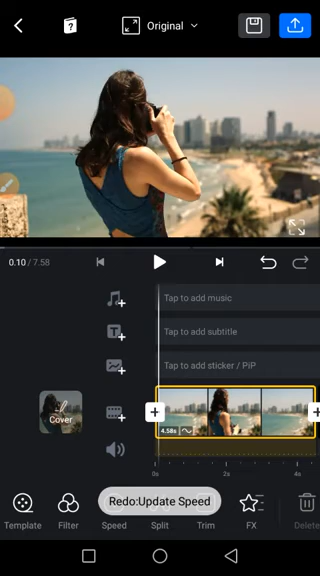 ?
Original
0.10 / 7.58
Tap to add music
T
Tap to add subtitle
Tap to add sticker / PiP
Cover
4.58s
0s 2s 4s
Redo:Update Speed
Template Filter Speed Split Trim FX Delete